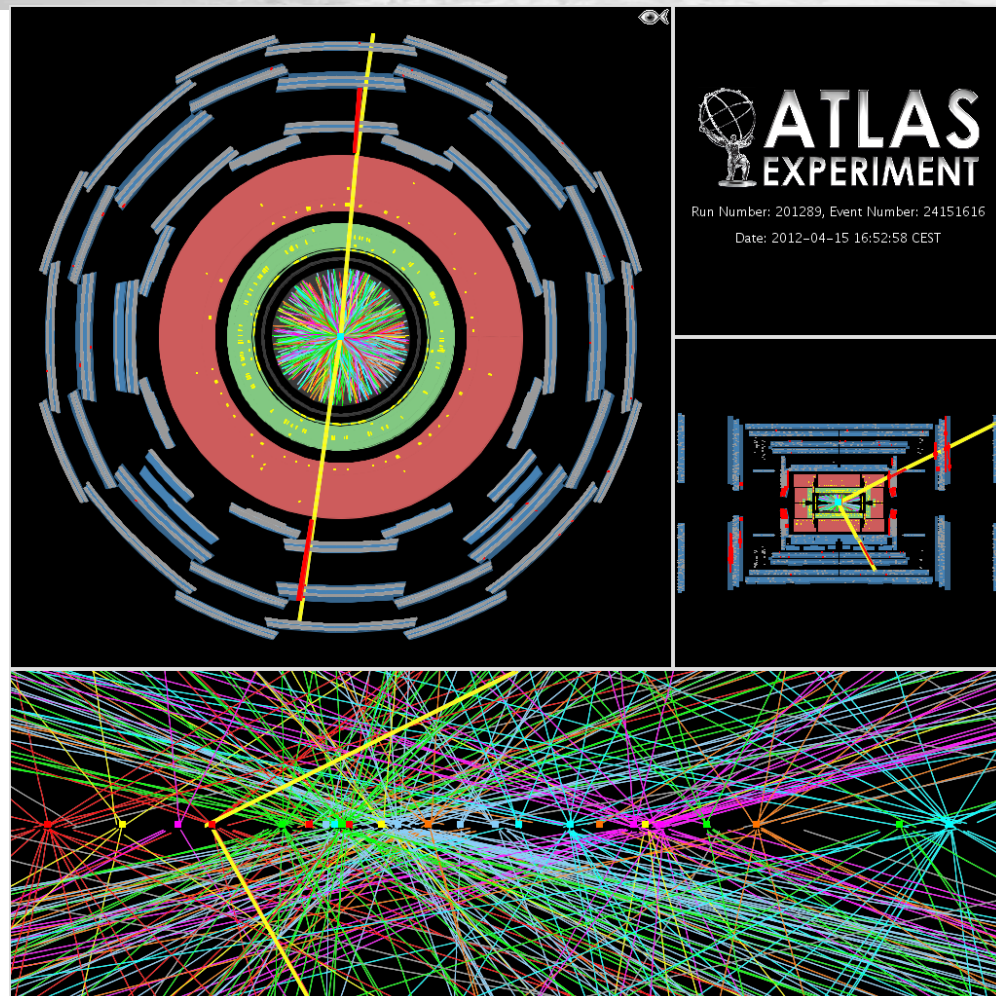 ATLAS
EXPERIMENT
Run Number: 201289, Event Number: 24151616
Date: 2012-04-15 16:52:58 CEST